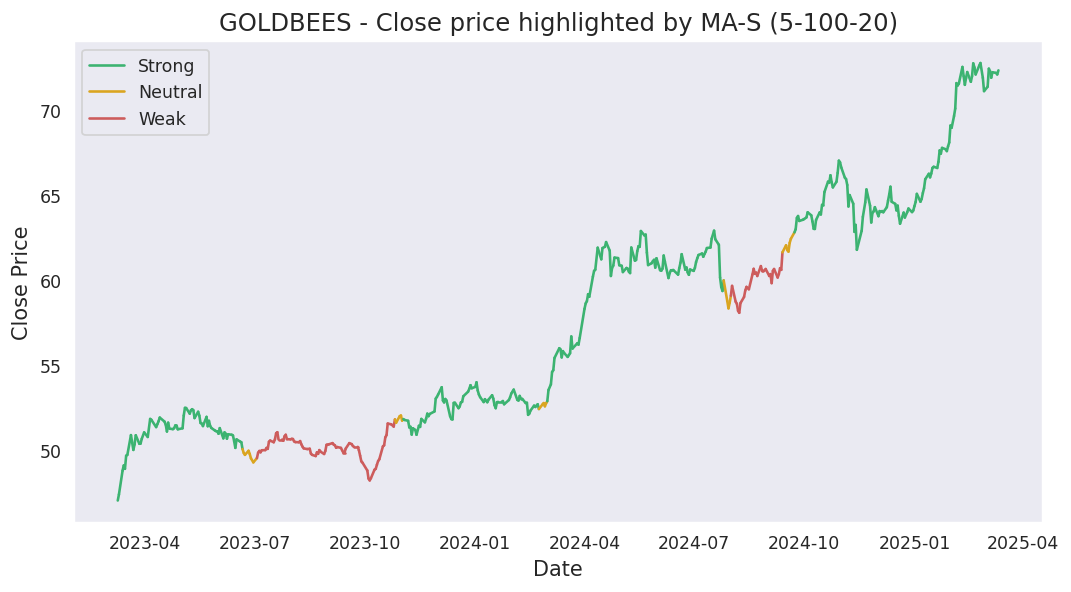 GOLDBEES - Close price highlighted by MA-S (5-100-20)
Strong
Neutral
Weak
Close Price
70
65
60
55
50
2023-04 2023-07 2023-10 2024-01 2024-04 2024-07 2024-10 2025-01 2025-04
Date